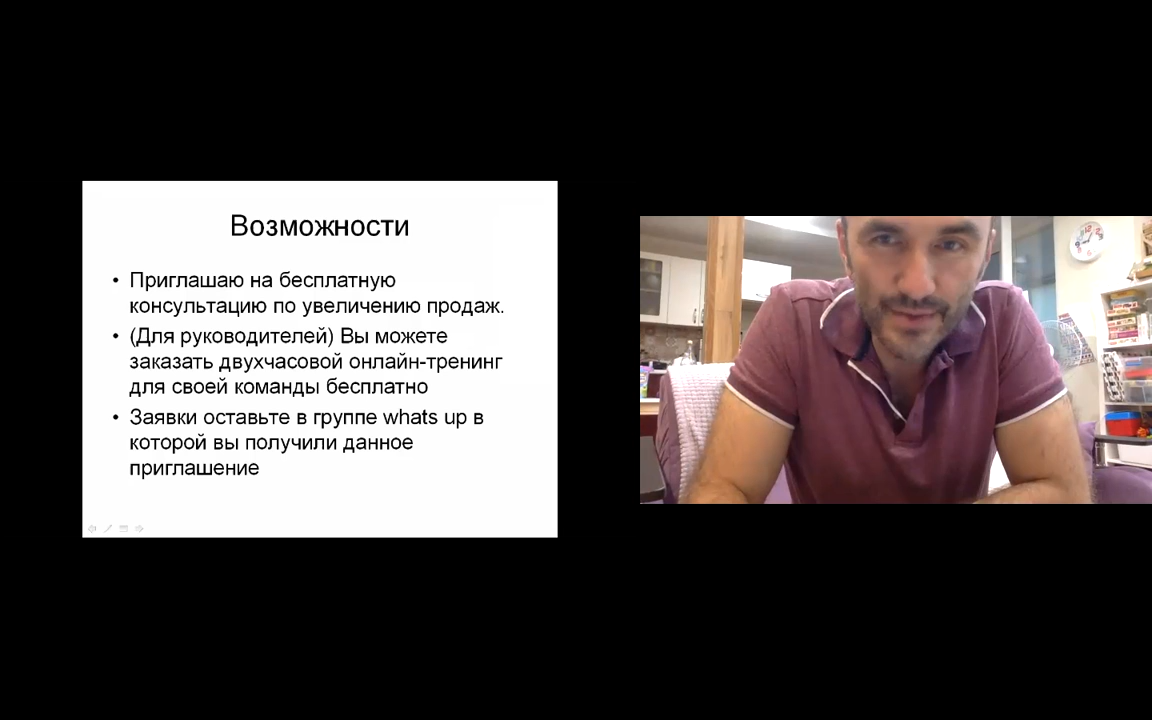 Возможности
• Приглашаю на бесплатную
консультацию по увеличению продаж.
• (Для руководителей) Вы можете
заказать двухчасовой онлайн-тренинг
для своей команды бесплатно
• Заявки оставьте в группе whats up в
которой вы получили данное
приглашение